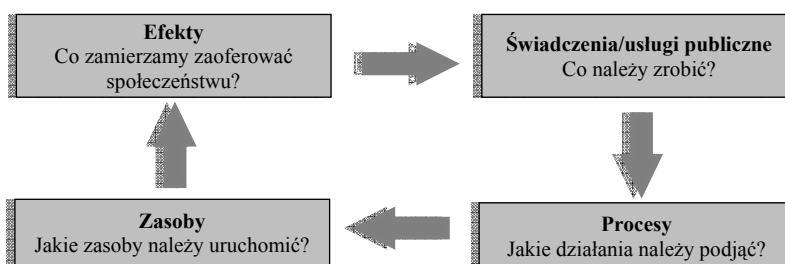 Efekty
Co zamierzamy zaoferować
społeczeństwu?
Świadczenia/usługi publiczne
Co należy zrobić?
Zasoby
Jakie zasoby należy uruchomić?
Procesy
Jakie działania należy podjąć?